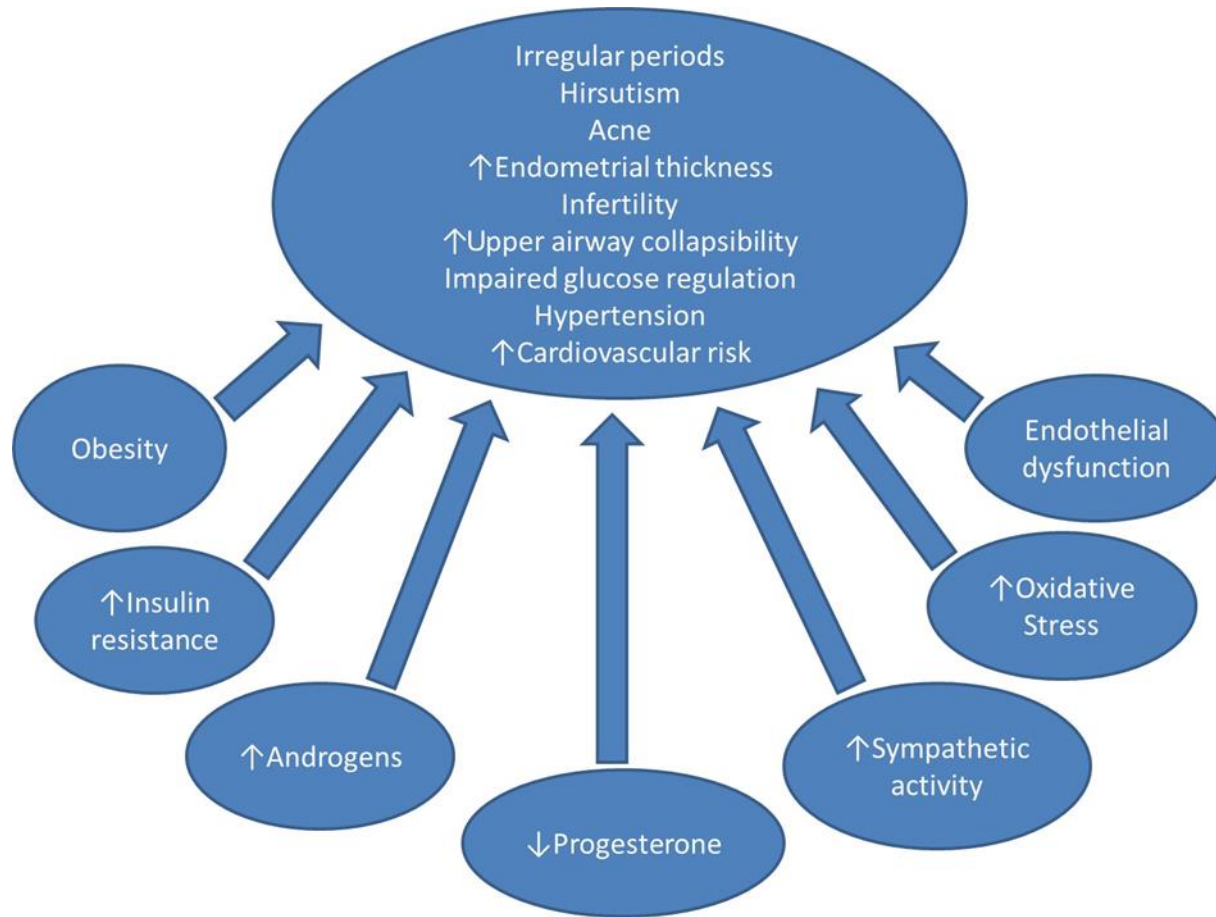 Irregular periods
Hirsutism
Acne
↑Endometrial thickness
Infertility
↑Upper airway collapsibility
Impaired glucose regulation
Hypertension
↑Cardiovascular risk
Obesity
↑Insulin
resistance
↑Androgens
↓Progesterone
↑Sympathetic
activity
↑Oxidative
Stress
Endothelial
dysfunction